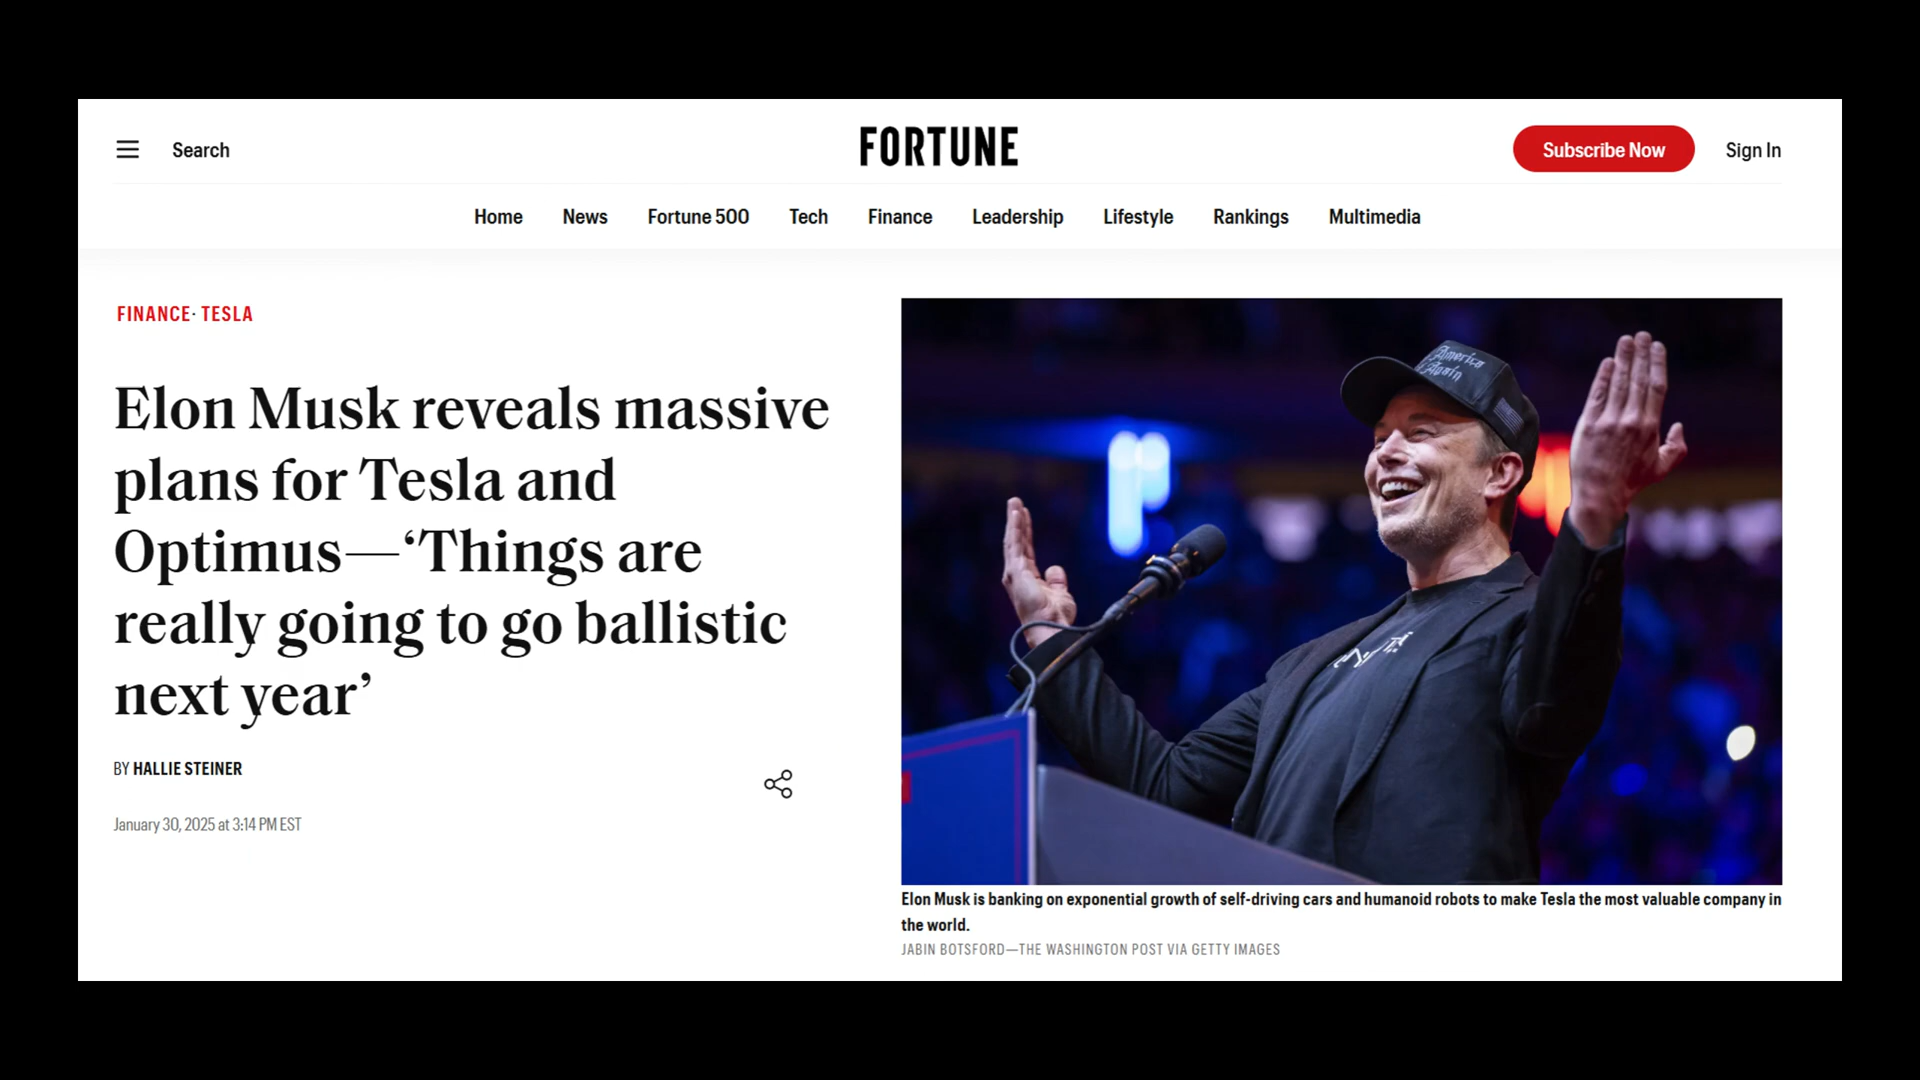 Search
FORTUNE
Subscribe Now
Sign In
Home
News
Fortune 500
Tech
Finance
Leadership
Lifestyle
Rankings
Multimedia
FINANCE· TESLA
Elon Musk reveals massive
plans for Tesla and
Optimus—‘Things are
really going to go ballistic
next year’
BY HALLIE STEINER
January 30, 2025 at 3:14 PM EST
America
Again
Elon Musk is banking on exponential growth of self-driving cars and humanoid robots to make Tesla the most valuable company in
the world.
JABIN BOTSFORD—THE WASHINGTON POST VIA GETTY IMAGES